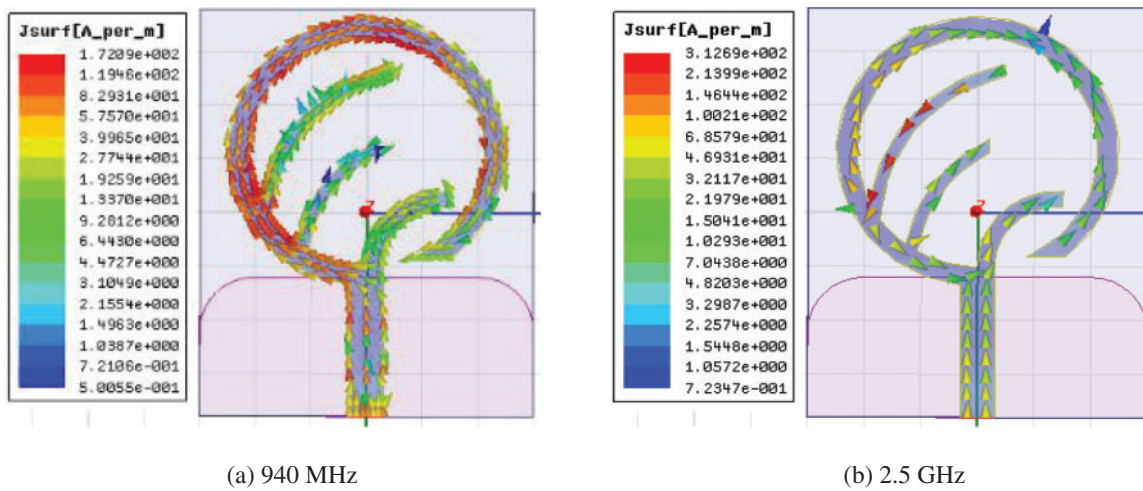 Jsurf[A_per_m]
1.7209e+002
1.1946e+002
8.2931e+001
5.7570e+001
3.9965e+001
2.7744e+001
1.9259e+001
1.3370e+001
9.2812e+000
6.4430e+000
4.4727e+000
3.1049e+000
2.1554e+000
1.4963e+000
1.0387e+000
7.2106e-001
5.0055e-001
(a) 940 MHz
Jsurf[A_per_m]
3.1269e+002
2.1399e+002
1.4644e+002
1.0021e+002
6.8579e+001
4.6931e+001
3.2117e+001
2.1979e+001
1.5041e+001
1.0293e+001
7.0438e+000
4.8203e+000
3.2987e+000
2.2574e+000
1.5448e+000
1.0572e+000
7.2347e-001
(b) 2.5 GHz